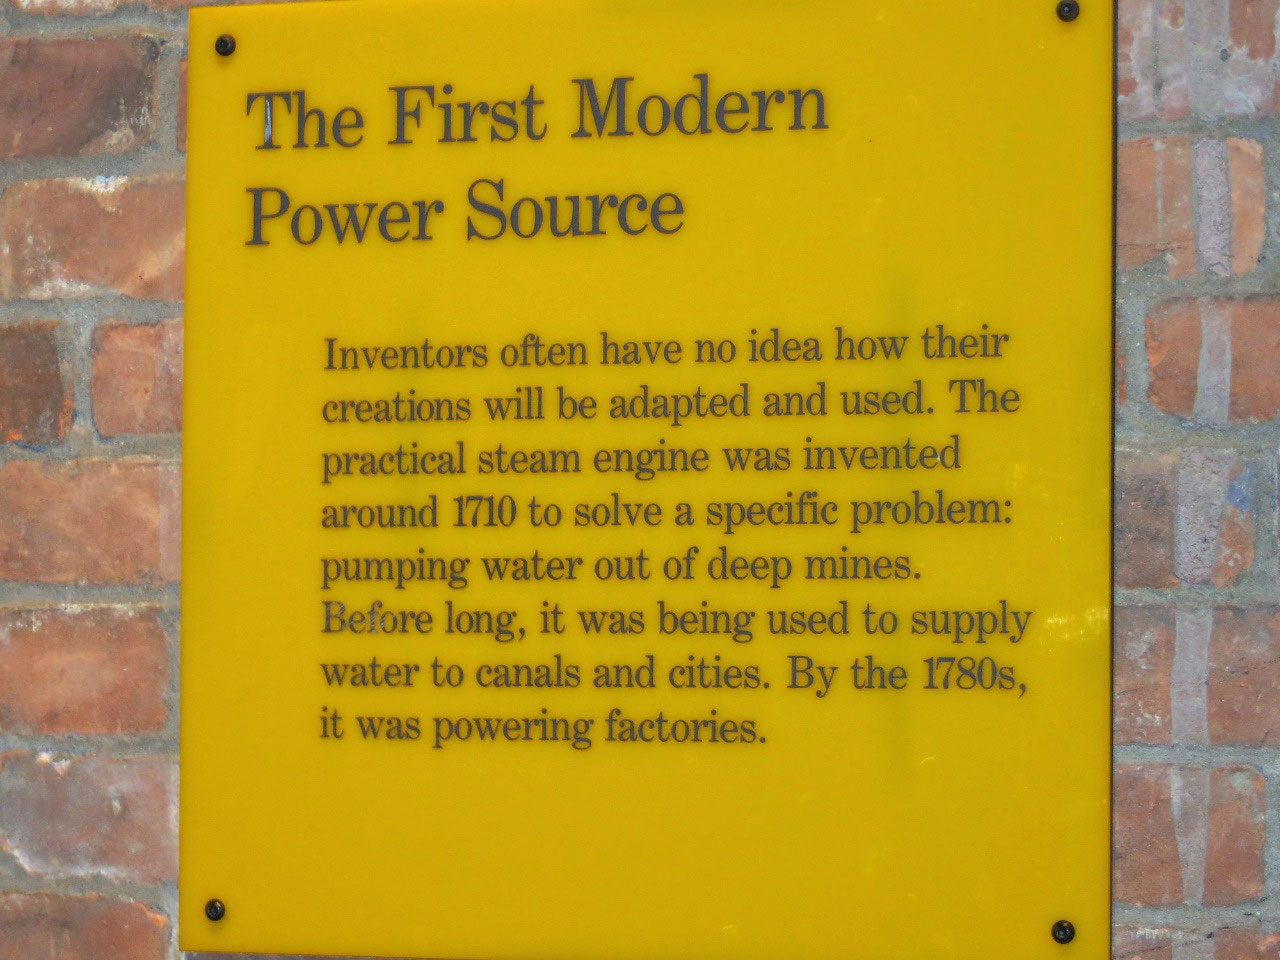 The First Modern
Power Source
Inventors often have no idea how their
creations will be adapted and used. The
practical steam engine was invented
around 1710 to solve a specific problem:
pumping water out of deep mines.
Before long, it was being used to supply
water to canals and cities. By the 1780s,
it was powering factories.